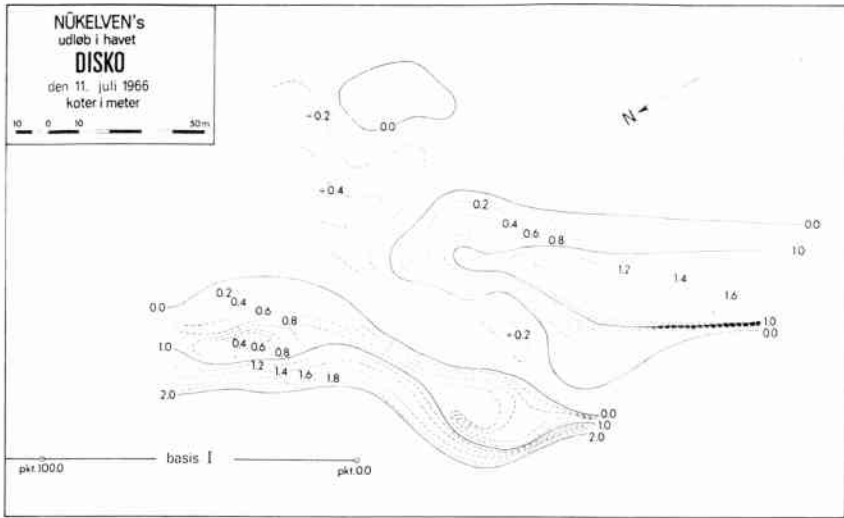 NÛKELVEN's
udløb i havet
DISKO
den 11. juli 1966
koter i meter
10 0 10 50m
N
÷0.2
0.0
÷0.4
0.2
0.4
0.6
0.8
0.0
1.0
1.2
1.4
1.6
1.0
0.0
÷0.2
0.0
0.2
0.4
0.6
0.8
1.0
0.4 0.6 0.8
1.2
1.4 1.6 1.8
2.0
0.0
1.0
2.0
basis I
pkt.100.0
pkt.0.0